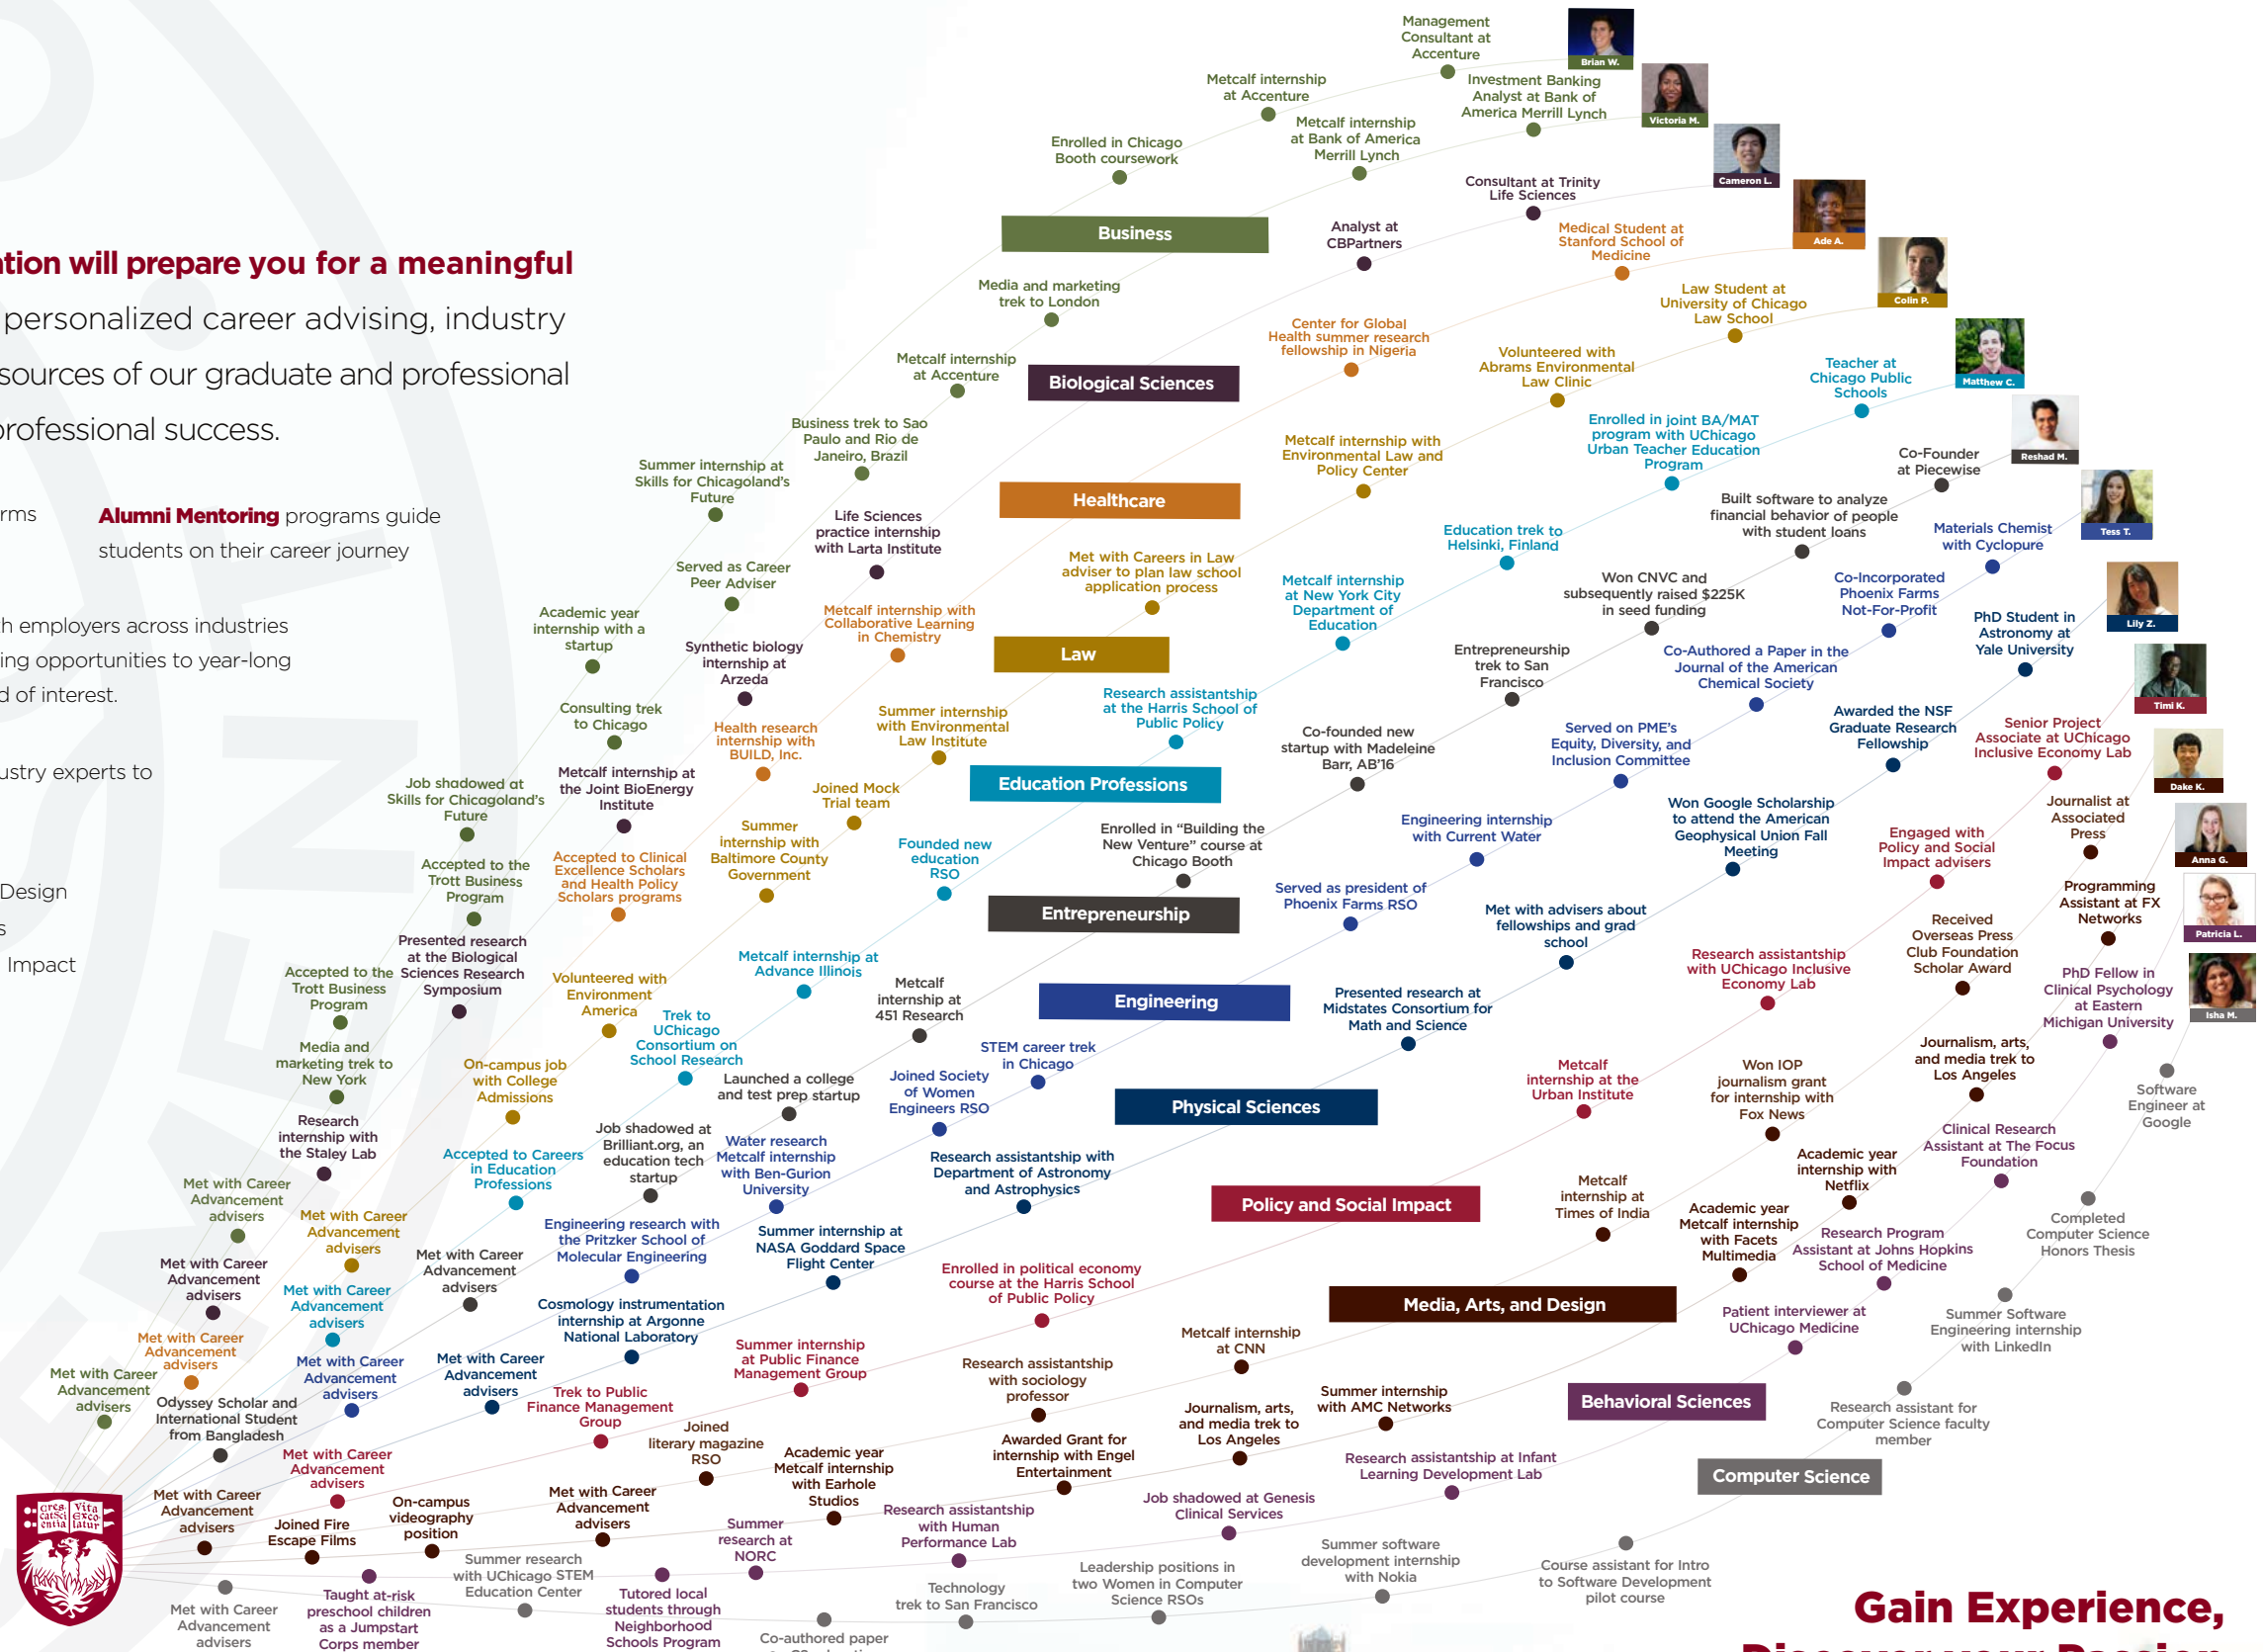 ation will prepare you for a meaningful
personalized career advising, industry
sources of our graduate and professional
professional success.
rms
Alumni Mentoring programs guide
students on their career journey
th employers across industries
ing opportunities to year-long
d of interest.
ustry experts to
Design
s
Impact
Management
Consultant at
Accenture
Brian W.
Metcalf internship
at Accenture
Investment Banking
Analyst at Bank of
America Merrill Lynch
Victoria M.
Metcalf internship
at Bank of America
Merrill Lynch
Enrolled in Chicago
Booth coursework
Cameron L.
Consultant at Trinity
Life Sciences
Business
Analyst at
CBPartners
Medical Student at
Stanford School of
Medicine
Ade A.
Media and marketing
trek to London
Law Student at
University of Chicago
Law School
Colin P.
Center for Global
Health summer research
fellowship in Nigeria
Metcalf internship
at Accenture
Biological Sciences
Volunteered with
Abrams Environmental
Law Clinic
Teacher at
Chicago Public
Schools
Matthew C.
Business trek to Sao
Paulo and Rio de
Janeiro, Brazil
Metcalf internship with
Environmental Law and
Policy Center
Enrolled in joint BA/MAT
program with UChicago
Urban Teacher Education
Program
Co-Founder
at Piecewise
Reshad M.
Summer internship at
Skills for Chicagoland's
Future
Life Sciences
practice internship
with Larta Institute
Healthcare
Education trek to
Helsinki, Finland
Built software to analyze
financial behavior of people
with student loans
Materials Chemist
with Cyclopure
Tess T.
Served as Career
Peer Adviser
Met with Careers in Law
adviser to plan law school
application process
Metcalf internship
at New York City
Department of
Education
Won CNVC and
subsequently raised $225K
in seed funding
Co-Incorporated
Phoenix Farms
Not-For-Profit
Lily Z.
Academic year
internship with a
startup
Metcalf internship with
Collaborative Learning
in Chemistry
PhD Student in
Astronomy at
Yale University
Synthetic biology
internship at
Arzeda
Law
Entrepreneurship
trek to San
Francisco
Co-Authored a Paper in the
Journal of the American
Chemical Society
Timi K.
Consulting trek
to Chicago
Health research
internship with
BUILD, Inc.
Summer internship
with Environmental
Law Institute
Research assistantship
at the Harris School of
Public Policy
Co-founded new
startup with Madeleine
Barr, AB'16
Served on PME's
Equity, Diversity, and
Inclusion Committee
Awarded the NSF
Graduate Research
Fellowship
Senior Project
Associate at UChicago
Inclusive Economy Lab
Dake K.
Job shadowed at
Skills for Chicagoland's
Future
Metcalf internship at
the Joint BioEnergy
Institute
Joined Mock
Trial team
Education Professions
Won Google Scholarship
to attend the American
Geophysical Union Fall
Meeting
Journalist at
Associated
Press
Accepted to the
Trott Business
Program
Accepted to Clinical
Excellence Scholars
and Health Policy
Scholars programs
Summer
internship with
Baltimore County
Government
Founded new
education
RSO
Enrolled in "Building the
New Venture" course at
Chicago Booth
Engineering internship
with Current Water
Engaged with
Policy and Social
Impact advisers
Anna G.
Served as president of
Phoenix Farms RSO
Programming
Assistant at FX
Networks
Patricia L.
Entrepreneurship
Met with advisers about
fellowships and grad
school
Received
Overseas Press
Club Foundation
Scholar Award
Presented research
at the Biological
Sciences Research
Symposium
Accepted to the
Trott Business
Program
Volunteered with
Environment
America
Metcalf internship at
Advance Illinois
Metcalf
internship at
451 Research
Engineering
Presented research at
Midstates Consortium for
Math and Science
Research assistantship
with UChicago Inclusive
Economy Lab
PhD Fellow in
Clinical Psychology
at Eastern
Michigan University
Isha M.
Media and
marketing trek to
New York
Trek to
UChicago
Consortium on
School Research
STEM career trek
in Chicago
Journalism, arts,
and media trek to
Los Angeles
On-campus job
with College
Admissions
Launched a college
and test prep startup
Joined Society
of Women
Engineers RSO
Physical Sciences
Metcalf
internship at the
Urban Institute
Won IOP
journalism grant
for internship with
Fox News
Software
Engineer at
Google
Research
internship with
the Staley Lab
Accepted to Careers
in Education
Professions
Job shadowed at
Brilliant.org, an
education tech
startup
Water research
Metcalf internship
with Ben-Gurion
University
Research assistantship with
Department of Astronomy
and Astrophysics
Clinical Research
Assistant at The Focus
Foundation
Academic year
internship with
Netflix
Met with Career
Advancement
advisers
Met with Career
Advancement
advisers
Policy and Social Impact
Metcalf
internship at
Times of India
Academic year
Metcalf internship
with Facets
Multimedia
Completed
Computer Science
Honors Thesis
Met with Career
Advancement
advisers
Met with Career
Advancement
advisers
Engineering research with
the Pritzker School of
Molecular Engineering
Summer internship at
NASA Goddard Space
Flight Center
Research Program
Assistant at Johns Hopkins
School of Medicine
Met with Career
Advancement
advisers
Enrolled in political economy
course at the Harris School
of Public Policy
Media, Arts, and Design
Patient interviewer at
UChicago Medicine
Summer Software
Engineering internship
with LinkedIn
Met with Career
Advancement
advisers
Cosmology instrumentation
internship at Argonne
National Laboratory
Metcalf internship
at CNN
Met with Career
Advancement
advisers
Met with Career
Advancement
advisers
Met with Career
Advancement
advisers
Summer internship
at Public Finance
Management Group
Research assistantship
with sociology
professor
Odyssey Scholar and
International Student
from Bangladesh
Trek to Public
Finance Management
Group
Summer internship
with AMC Networks
Behavioral Sciences
Research assistant for
Computer Science faculty
member
Joined
literary magazine
RSO
Journalism, arts,
and media trek to
Los Angeles
Met with Career
Advancement
advisers
Academic year
Metcalf internship
with Earhole
Studios
Awarded Grant for
internship with Engel
Entertainment
Research assistantship at Infant
Learning Development Lab
Computer Science
Met with Career
Advancement
advisers
On-campus
videography
position
Met with Career
Advancement
advisers
Job shadowed at Genesis
Clinical Services
Joined Fire
Escape Films
Summer
research at
NORC
Research assistantship
with Human
Performance Lab
Cres
catSci
entia
Vita
Exco
latur
Summer research
with UChicago STEM
Education Center
Leadership positions in
two Women in Computer
Science RSOs
Summer software
development internship
with Nokia
Course assistant for Intro
to Software Development
pilot course
Met with Career
Advancement
advisers
Taught at-risk
preschool children
as a Jumpstart
Corps member
Tutored local
students through
Neighborhood
Schools Program
Technology
trek to San Francisco
Co-authored paper
Gain Experience,
Discover your Passion